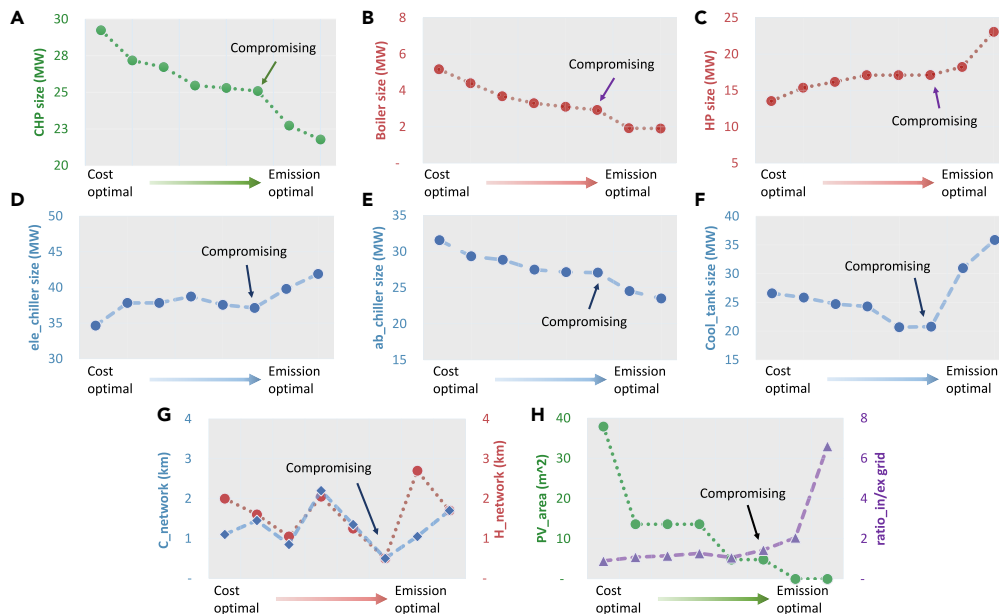 A
CHP size (MW)
30
28
25
23
20
Compromising
Cost
optimal
Emission
optimal
B
Boiler size (MW)
8
6
4
2
-
Compromising
Cost
optimal
Emission
optimal
C
HP size (MW)
25
20
15
10
5
Compromising
Cost
optimal
Emission
optimal
D
ele_chiller size (MW)
50
45
40
35
30
Compromising
Cost
optimal
Emission
optimal
E
ab_chiller size (MW)
35
30
25
20
15
Compromising
Cost
optimal
Emission
optimal
F
Cool_tank size (MW)
40
35
30
25
20
15
Compromising
Cost
optimal
Emission
optimal
G
C_network (km)
4
3
2
1
-
Compromising
H_network (km)
4
3
2
1
-
Cost
optimal
Emission
optimal
H
PV_area (m^2)
40
30
20
10
-
Compromising
ratio_in/ex grid
8
6
4
2
-
Cost
optimal
Emission
optimal